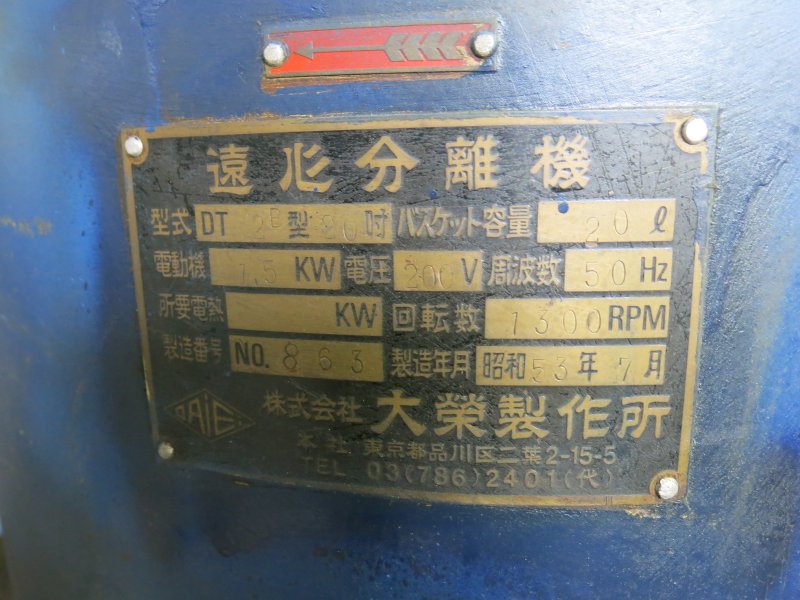 遠心分離機
型式 DT 2D型 20吋 バスケット容量 20 ℓ
電動機 1.5 KW 電圧 200 V 周波数 50 Hz
所要電熱 KW 回転数 1300 RPM
製造番号 NO. 863 製造年月 昭和53年7月
DAIEI 株式会社 大榮製作所
本社 東京都品川区二葉2-15-5
TEL 03(786)2401(代)